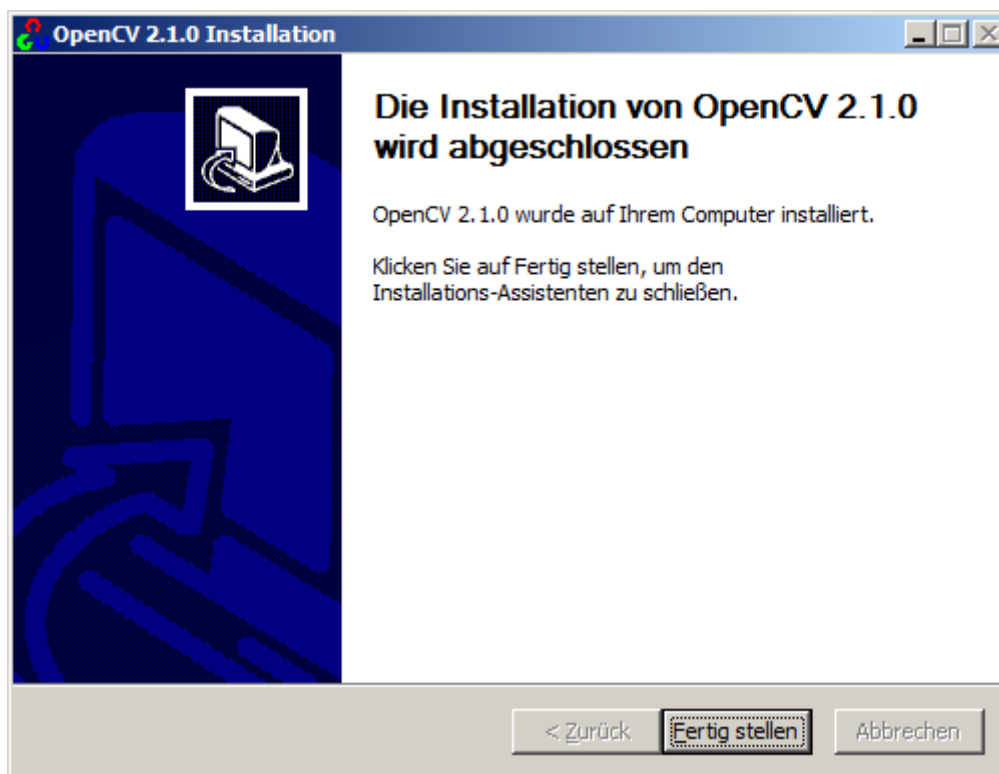 OpenCV 2.1.0 Installation
Die Installation von OpenCV 2.1.0
wird abgeschlossen
OpenCV 2.1.0 wurde auf Ihrem Computer installiert.
Klicken Sie auf Fertig stellen, um den
Installations-Assistenten zu schließen.
< Zurück Fertig stellen Abbrechen